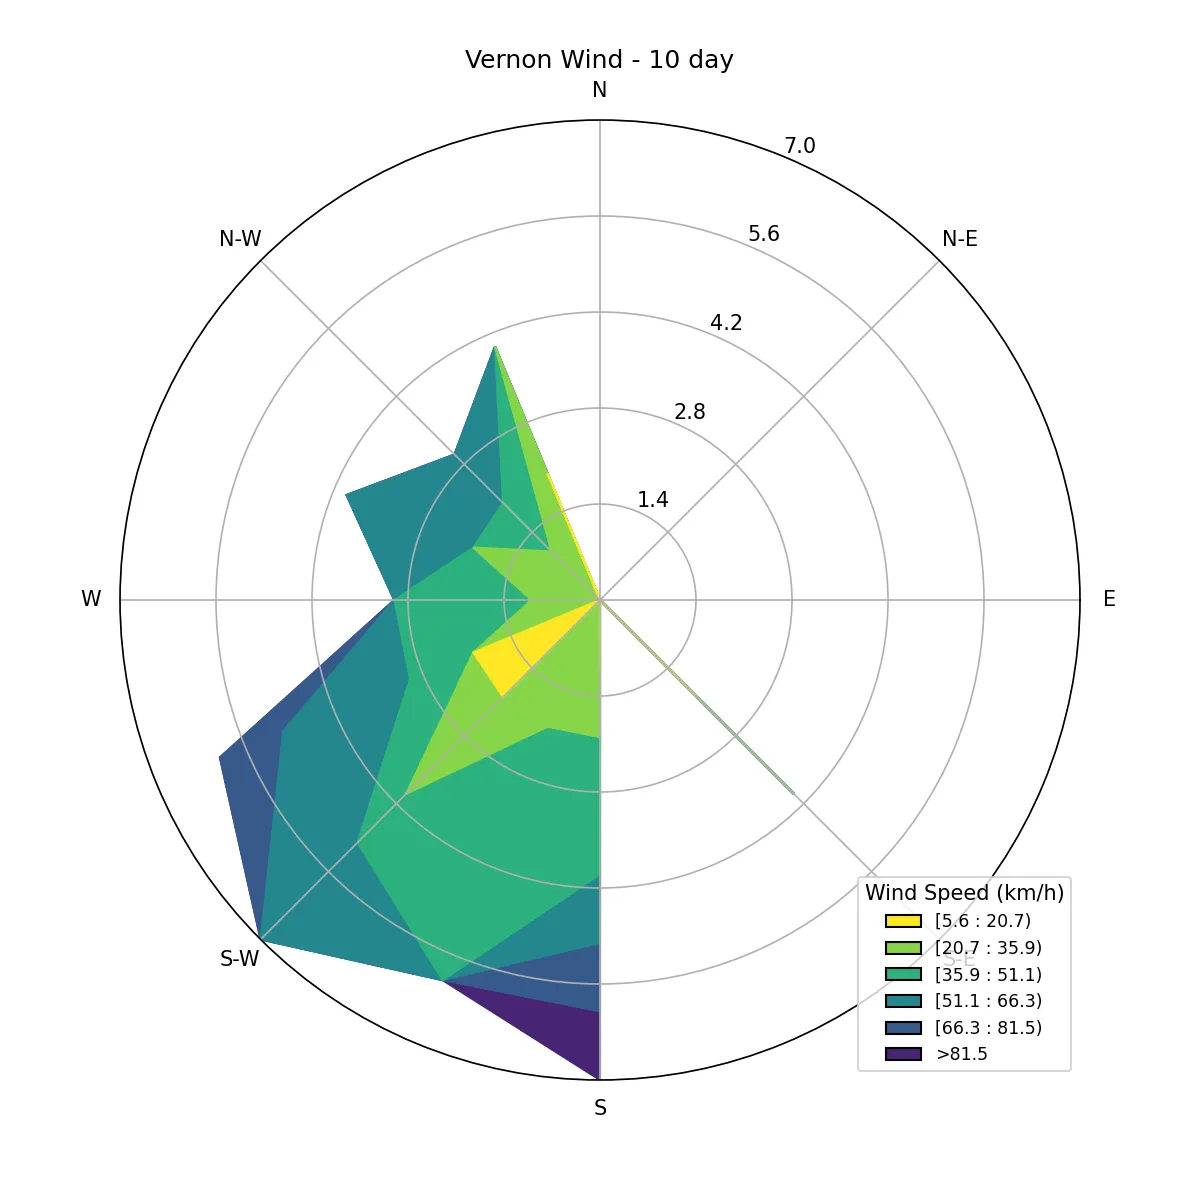 Vernon Wind - 10 day
N
7.0
N-W
5.6
N-E
4.2
2.8
1.4
W
E
Wind Speed (km/h)
[5.6 : 20.7)
[20.7 : 35.9)
S-W
S-E
[35.9 : 51.1)
[51.1 : 66.3)
[66.3 : 81.5)
>81.5
S